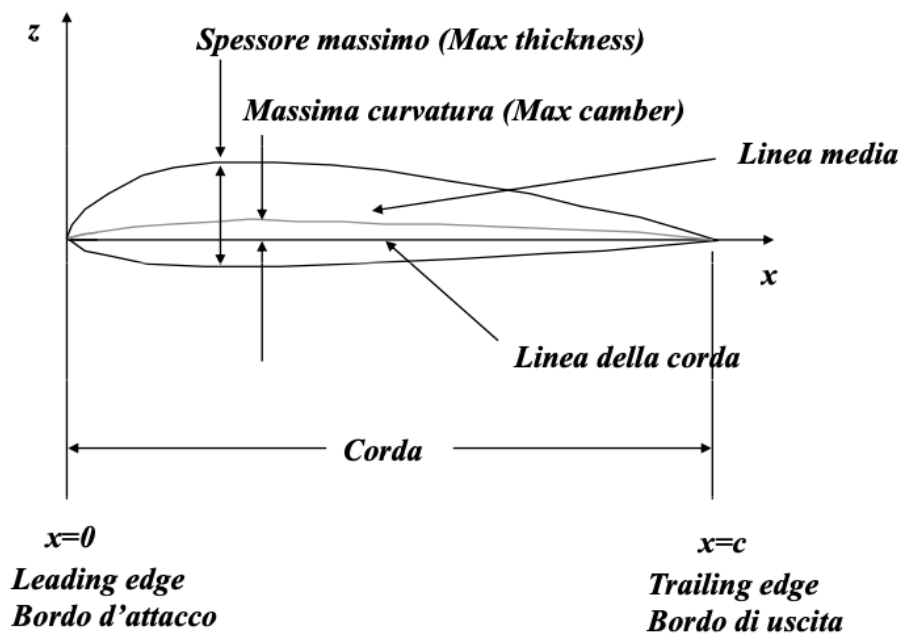 z
Spessore massimo (Max thickness)
Massima curvatura (Max camber)
Linea media
x
Linea della corda
Corda
x=0
Leading edge
Bordo d'attacco
x=c
Trailing edge
Bordo di uscita